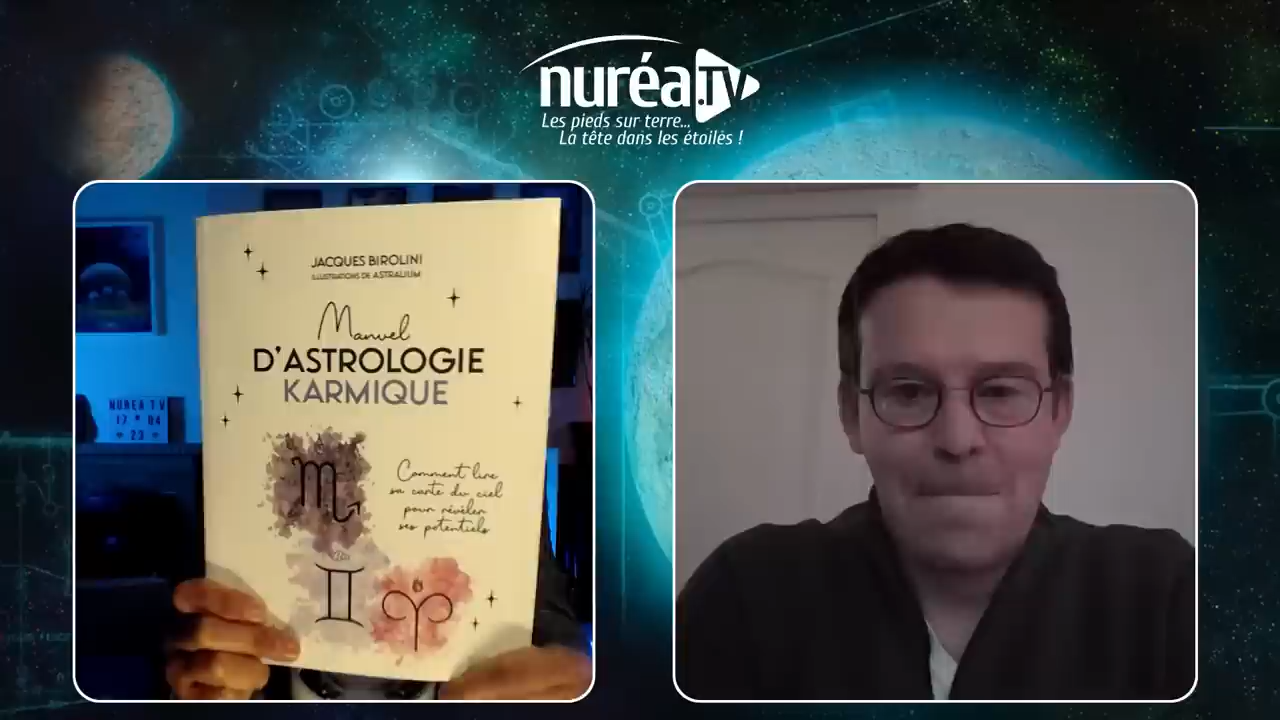 nuréa.TV
Les pieds sur terre...
La tête dans les étoiles !
JACQUES BIROLINI
ILLUSTRATIONS DE ASTRALIUM
Manuel
D'ASTROLOGIE
KARMIQUE
Comment lire
sa carte du ciel
pour révéler
ses potentiels
NUREA TV
17 * 04
23